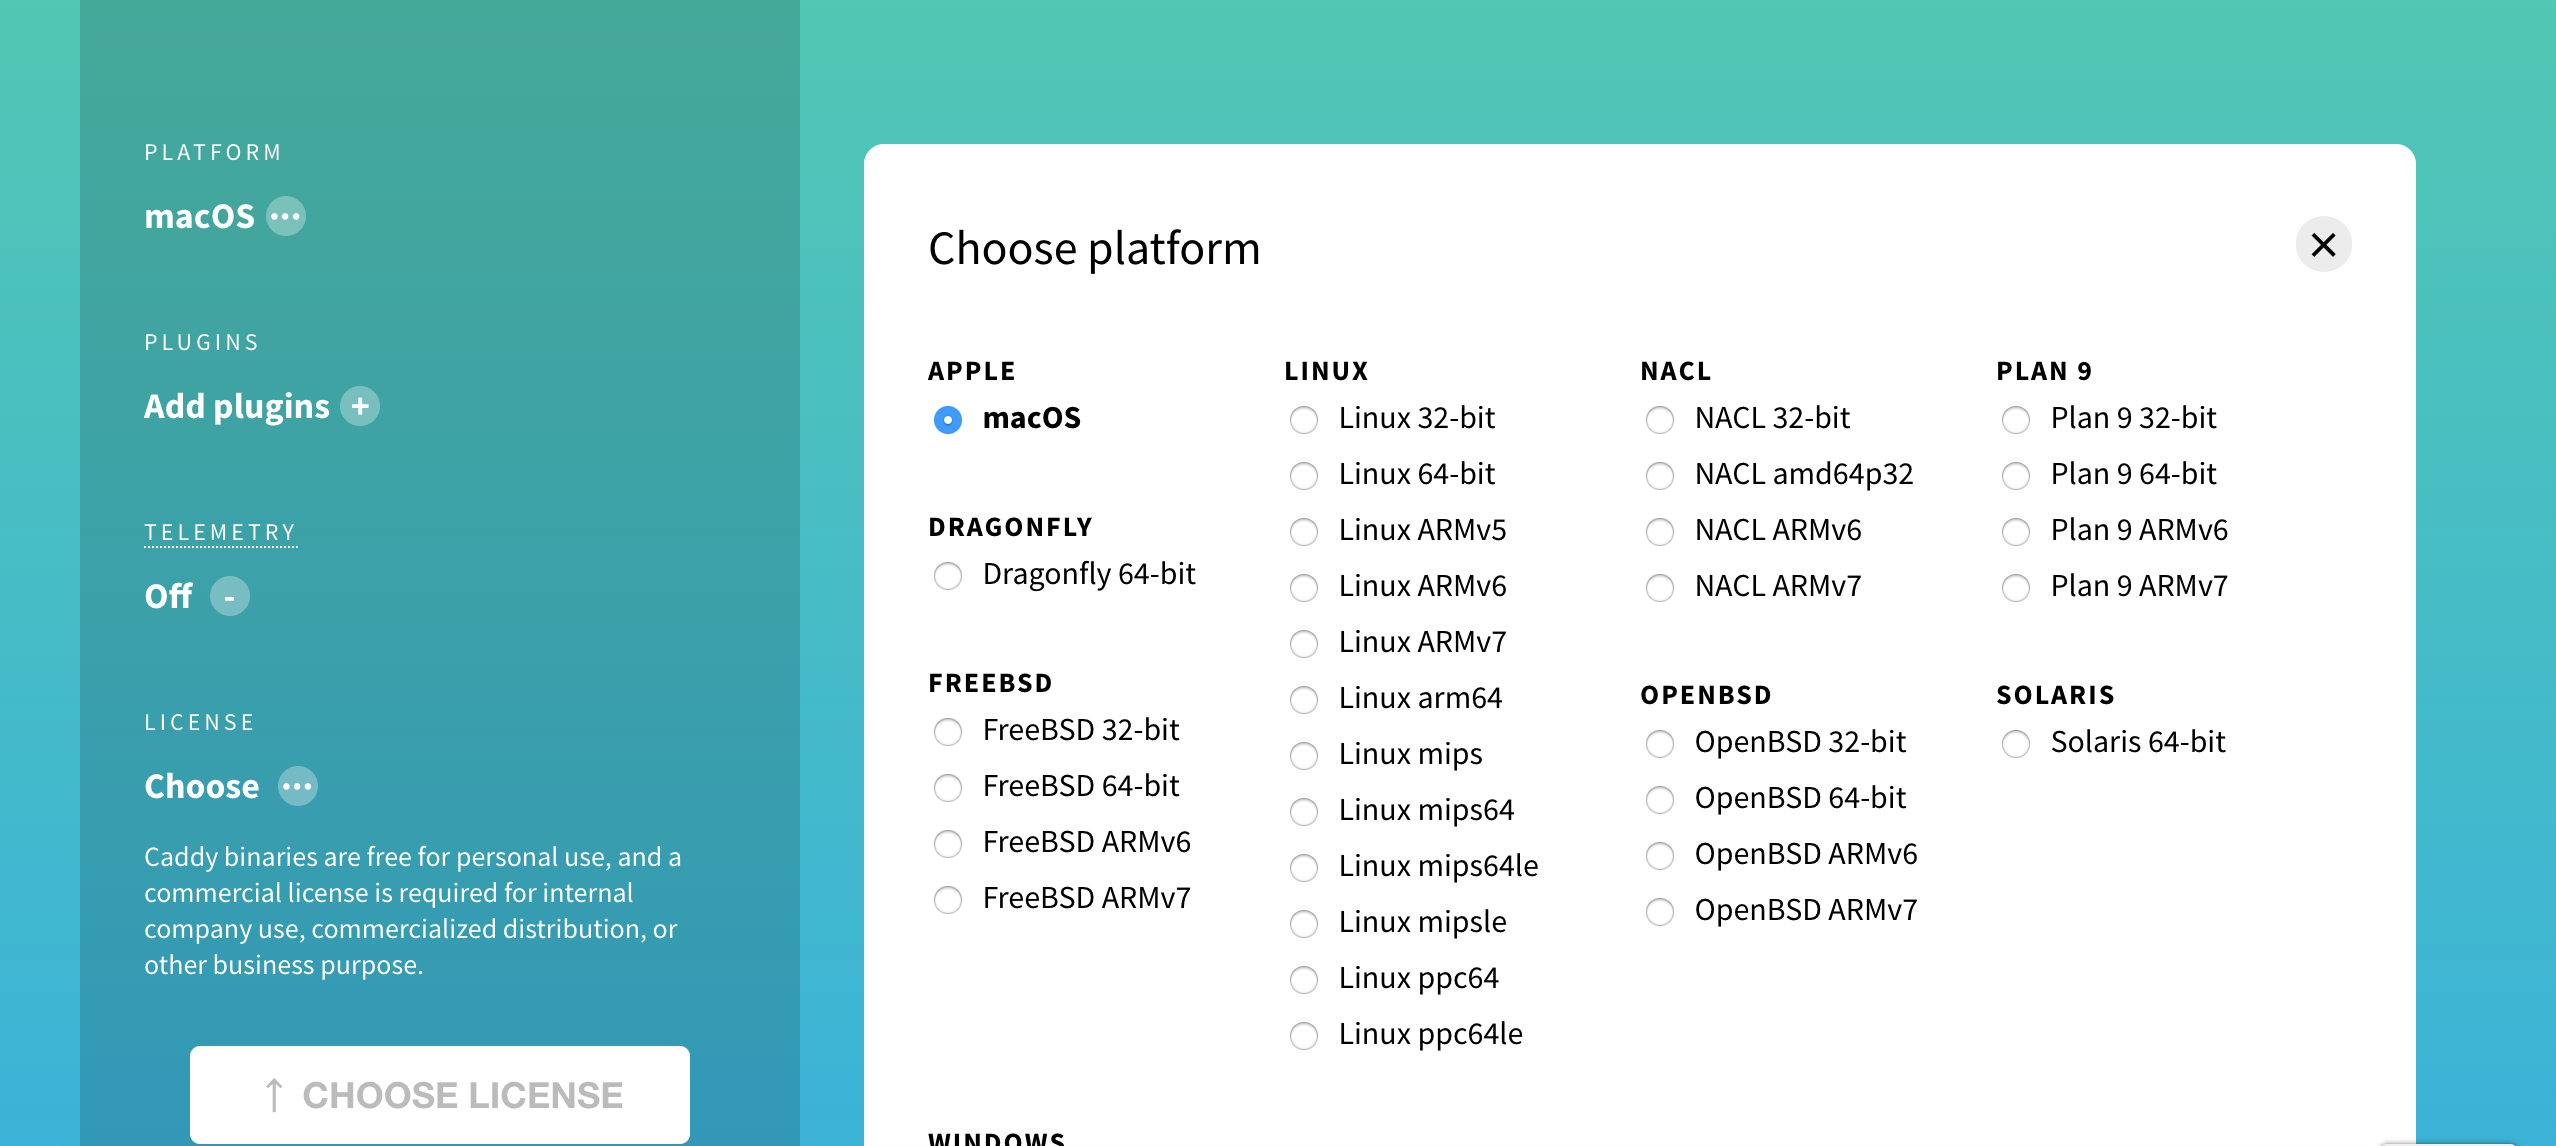 PLATFORM
macOS
PLUGINS
Add plugins +
TELEMETRY
Off -
LICENSE
Choose
Caddy binaries are free for personal use, and a
commercial license is required for internal
company use, commercialized distribution, or
other business purpose.
↑ CHOOSE LICENSE
Choose platform
APPLE
macOS
DRAGONFLY
Dragonfly 64-bit
FREEBSD
FreeBSD 32-bit
FreeBSD 64-bit
FreeBSD ARMv6
FreeBSD ARMv7
LINUX
Linux 32-bit
Linux 64-bit
Linux ARMv5
Linux ARMv6
Linux ARMv7
Linux arm64
Linux mips
Linux mips64
Linux mips64le
Linux mipsle
Linux ppc64
Linux ppc64le
NACL
NACL 32-bit
NACL amd64p32
NACL ARMv6
NACL ARMv7
OPENBSD
OpenBSD 32-bit
OpenBSD 64-bit
OpenBSD ARMv6
OpenBSD ARMv7
PLAN 9
Plan 9 32-bit
Plan 9 64-bit
Plan 9 ARMv6
Plan 9 ARMv7
SOLARIS
Solaris 64-bit
WINDOWS